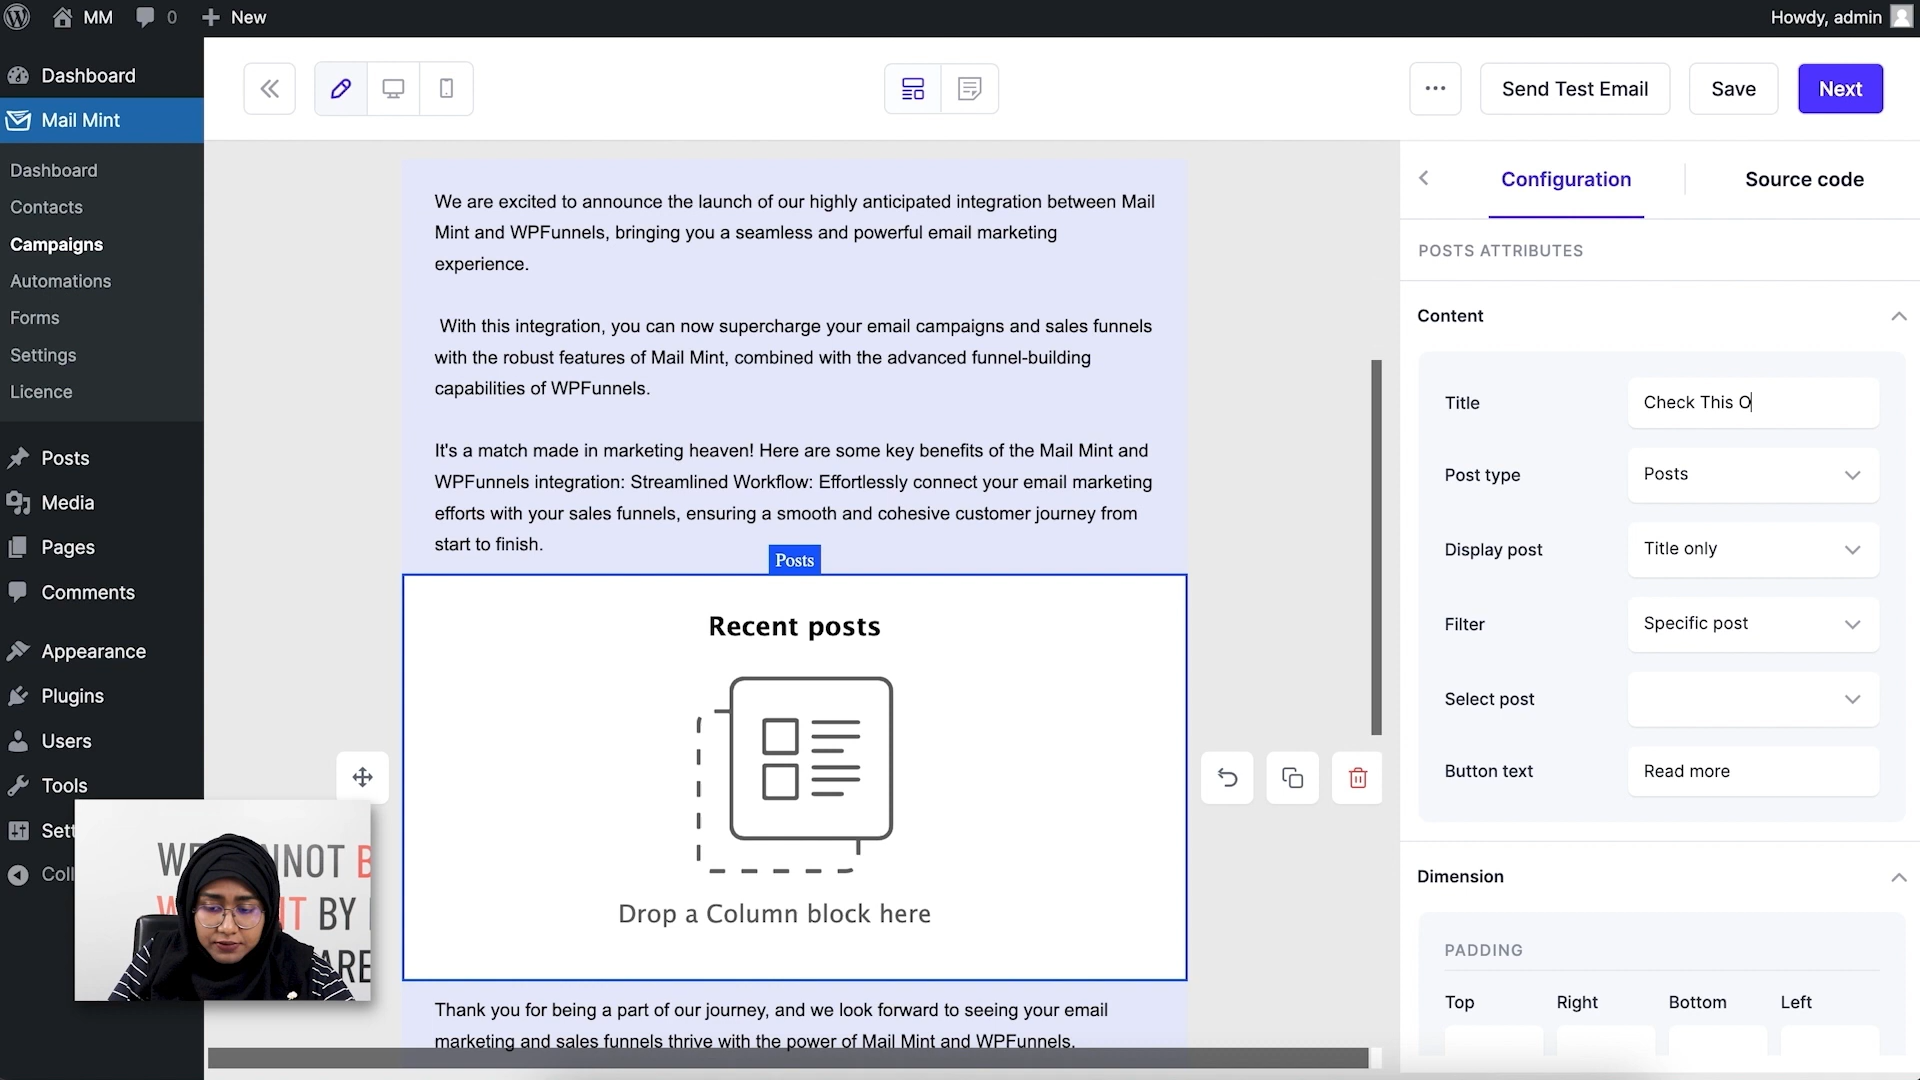 MM
0
New
Howdy, admin
Dashboard
Mail Mint
Dashboard
Contacts
Campaigns
Automations
Forms
Settings
Licence
Posts
Media
Pages
Comments
Appearance
Plugins
Users
Tools
Sett
Coll
Send Test Email
Save
Next
We are excited to announce the launch of our highly anticipated integration between Mail
Mint and WPFunnels, bringing you a seamless and powerful email marketing
experience.
With this integration, you can now supercharge your email campaigns and sales funnels
with the robust features of Mail Mint, combined with the advanced funnel-building
capabilities of WPFunnels.
It's a match made in marketing heaven! Here are some key benefits of the Mail Mint and
WPFunnels integration: Streamlined Workflow: Effortlessly connect your email marketing
efforts with your sales funnels, ensuring a smooth and cohesive customer journey from
start to finish.
Posts
Recent posts
Drop a Column block here
Thank you for being a part of our journey, and we look forward to seeing your email
marketing and sales funnels thrive with the power of Mail Mint and WPFunnels.
Configuration
Source code
POSTS ATTRIBUTES
Content
Title
Check This O
Post type
Posts
Display post
Title only
Filter
Specific post
Select post
Button text
Read more
Dimension
PADDING
Top
Right
Bottom
Left
BY